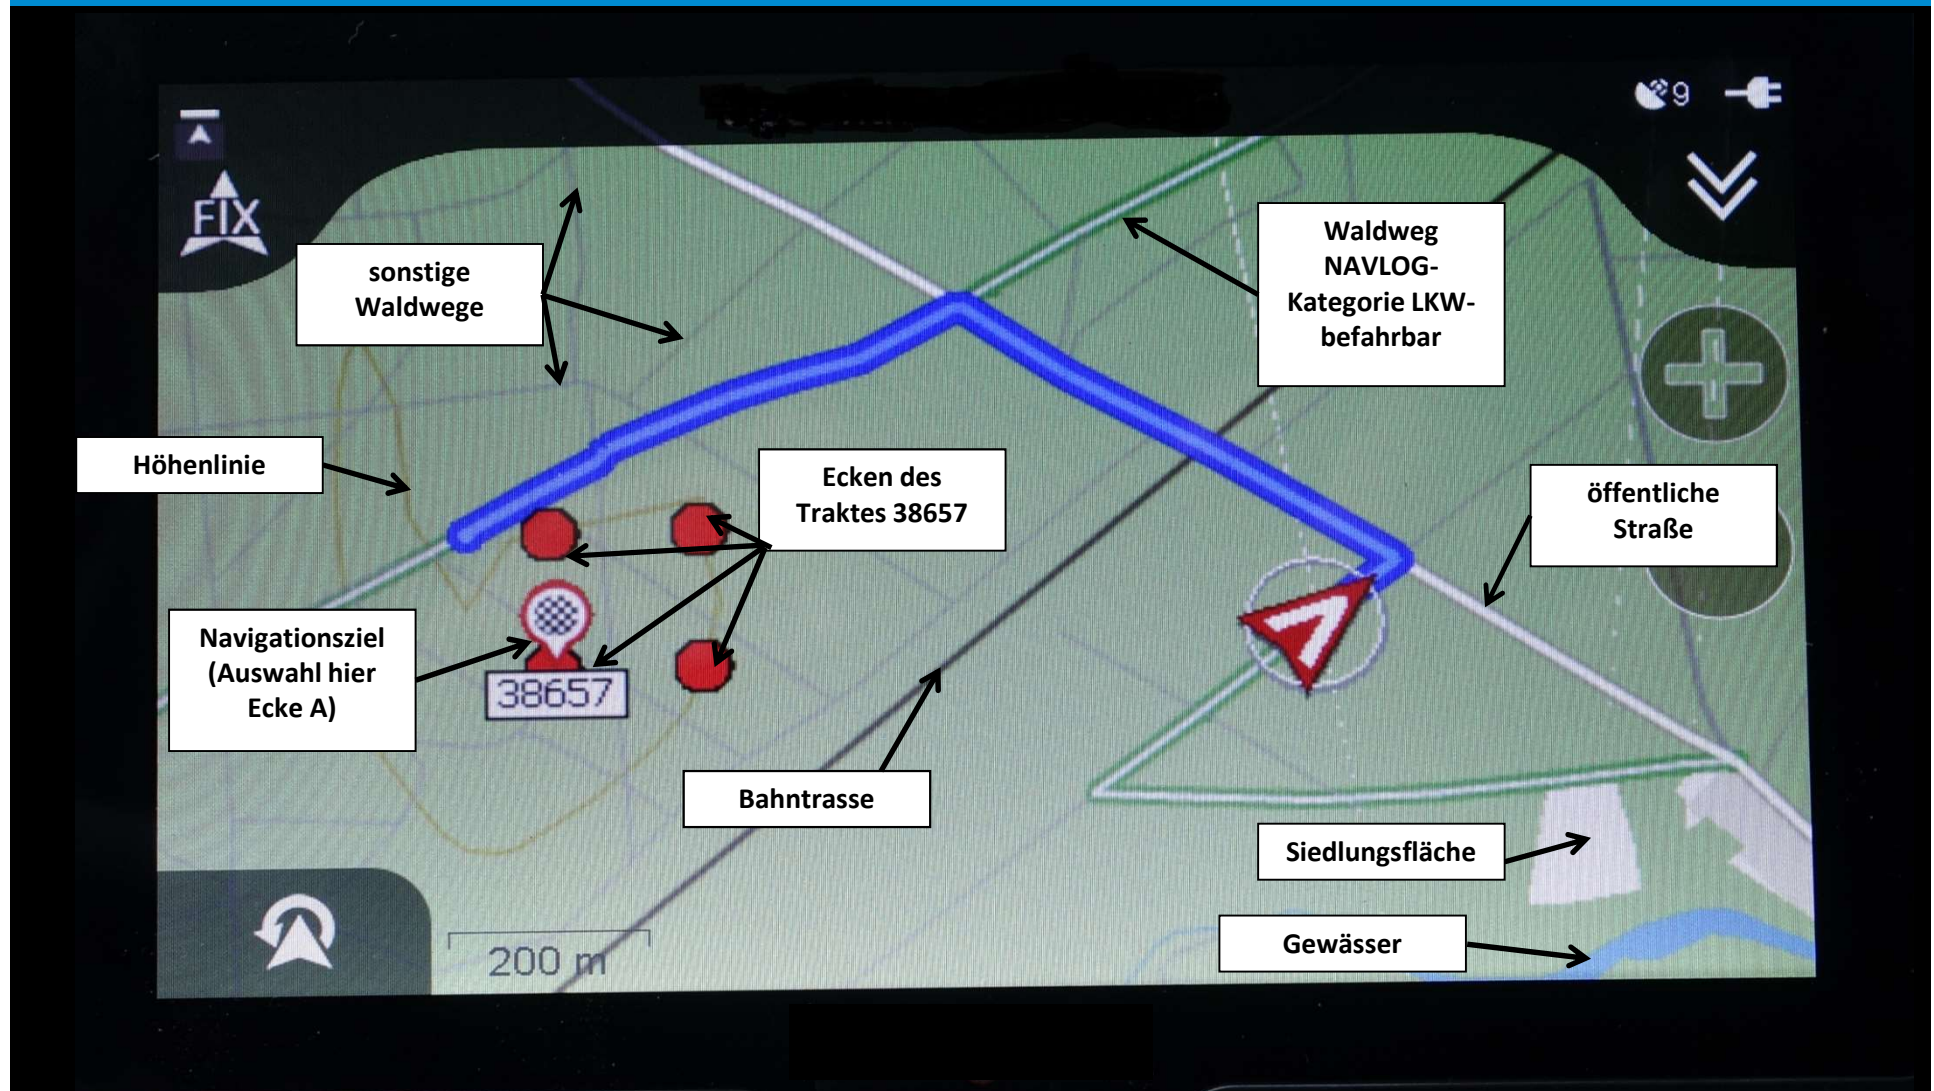 9
FIX
sonstige
Waldwege
Waldweg
NAVLOG-
Kategorie LKW-
befahrbar
Höhenlinie
Ecken des
Traktes 38657
öffentliche
Straße
Navigationsziel
(Auswahl hier
Ecke A)
38657
Bahntrasse
Siedlungsfläche
Gewässer
200 m